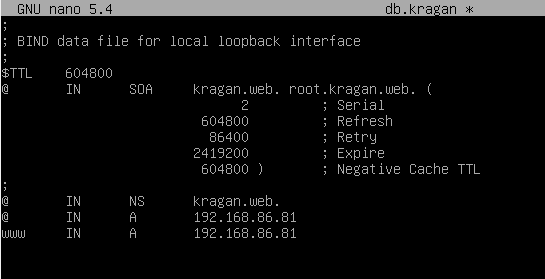 GNU nano 5.4 db.kragan *
;
; BIND data file for local loopback interface
;
$TTL 604800
@ IN SOA kragan.web. root.kragan.web. (
2 ; Serial
604800 ; Refresh
86400 ; Retry
2419200 ; Expire
604800 ) ; Negative Cache TTL
;
@ IN NS kragan.web.
@ IN A 192.168.86.81
www IN A 192.168.86.81